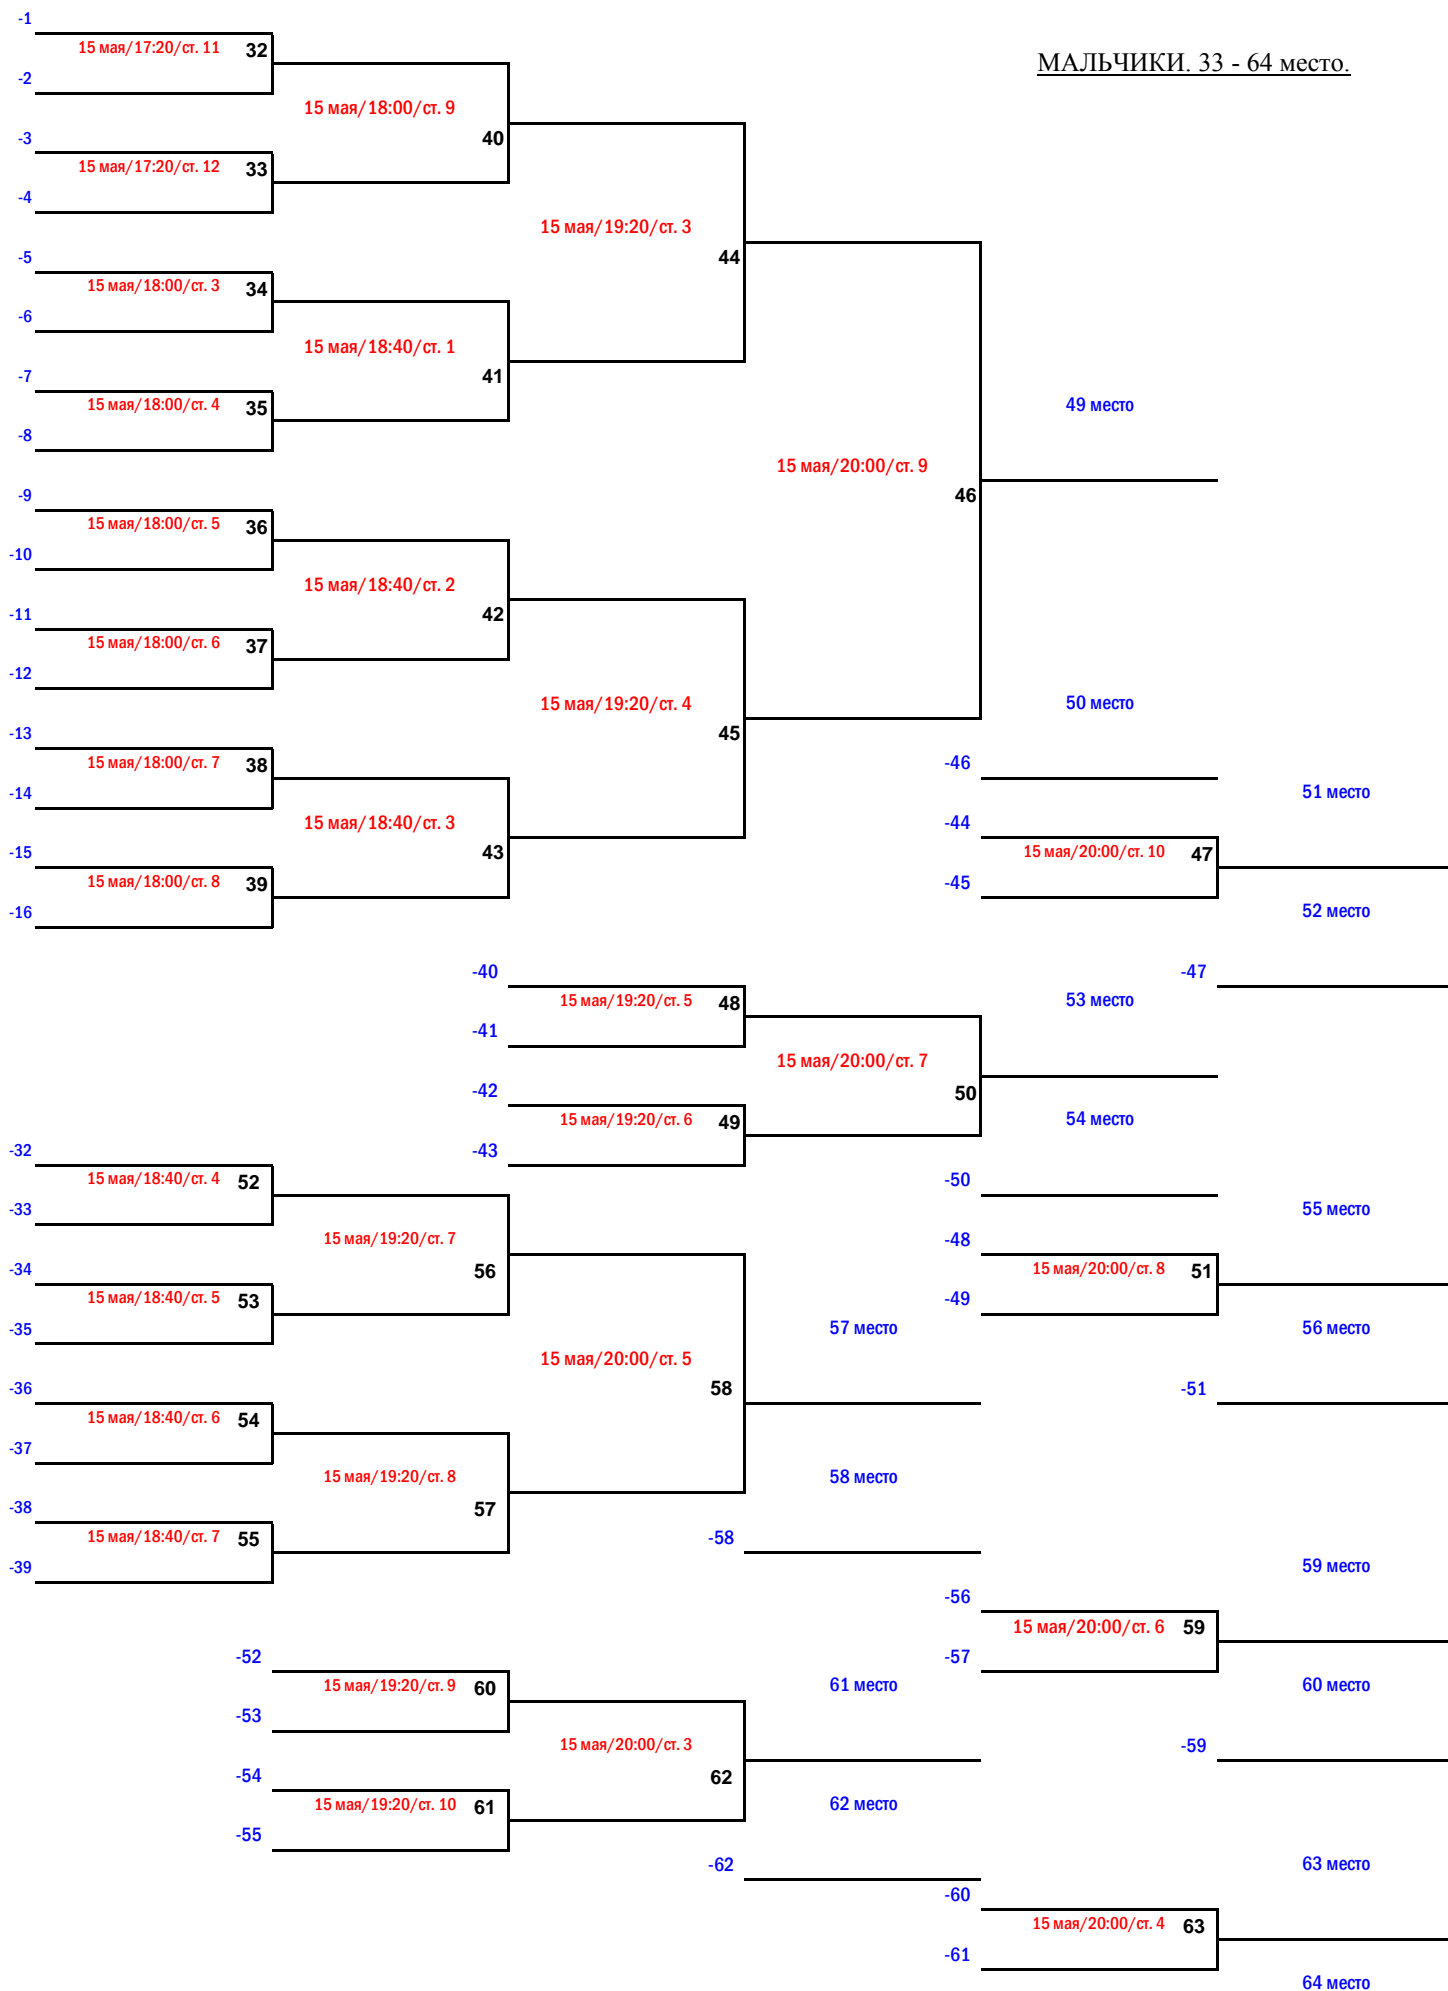 -1
15 мая/17:20/ст. 11 32
МАЛЬЧИКИ. 33 - 64 место.
-2
15 мая/18:00/ст. 9
-3
40
15 мая/17:20/ст. 12 33
-4
15 мая/19:20/ст. 3
-5
44
15 мая/18:00/ст. 3 34
-6
15 мая/18:40/ст. 1
-7
41
15 мая/18:00/ст. 4 35
49 место
-8
15 мая/20:00/ст. 9
-9
46
15 мая/18:00/ст. 5 36
-10
15 мая/18:40/ст. 2
-11
42
15 мая/18:00/ст. 6 37
-12
15 мая/19:20/ст. 4
50 место
-13
45
15 мая/18:00/ст. 7 38
-46
-14
51 место
15 мая/18:40/ст. 3
-44
-15
43
15 мая/20:00/ст. 10 47
15 мая/18:00/ст. 8 39
-45
-16
52 место
-40
-47
15 мая/19:20/ст. 5 48
53 место
-41
15 мая/20:00/ст. 7
-42
50
15 мая/19:20/ст. 6 49
54 место
-32
-43
15 мая/18:40/ст. 4 52
-50
-33
55 место
15 мая/19:20/ст. 7
-48
-34
56
15 мая/20:00/ст. 8 51
15 мая/18:40/ст. 5 53
-49
-35
57 место
56 место
15 мая/20:00/ст. 5
-36
58
-51
15 мая/18:40/ст. 6 54
-37
15 мая/19:20/ст. 8
58 место
-38
57
15 мая/18:40/ст. 7 55
-58
-39
59 место
-56
15 мая/20:00/ст. 6 59
-52
-57
15 мая/19:20/ст. 9 60
61 место
60 место
-53
15 мая/20:00/ст. 3
-59
-54
62
15 мая/19:20/ст. 10 61
62 место
-55
-62
63 место
-60
15 мая/20:00/ст. 4 63
-61
64 место